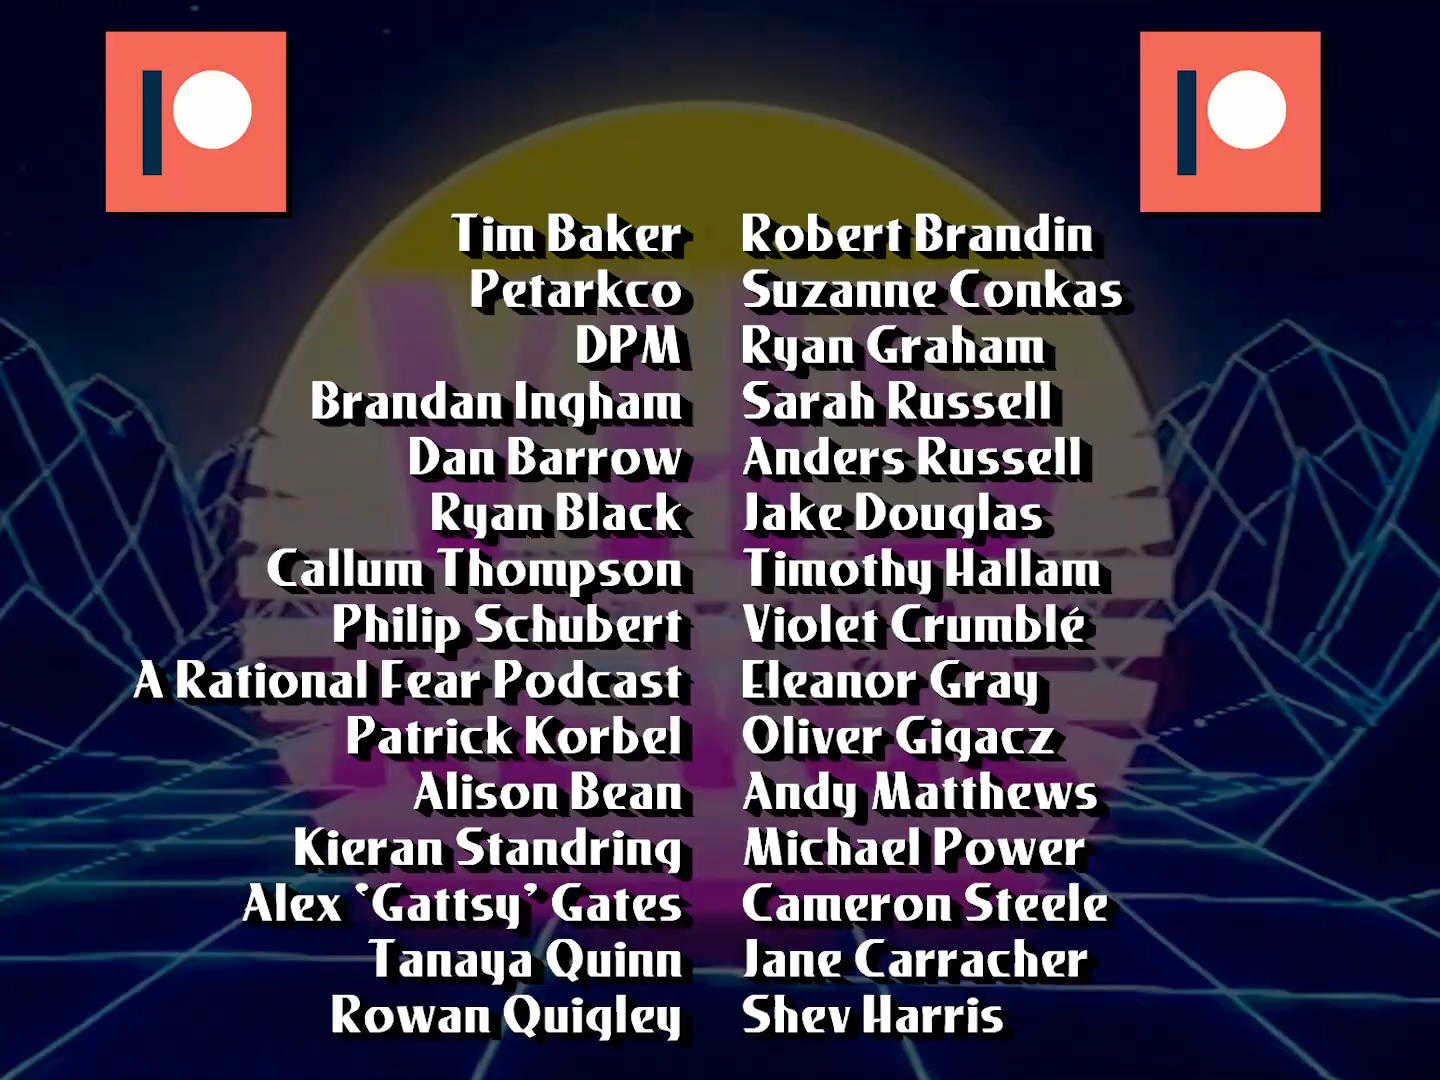 Tim Baker
Petarkco
DPM
Brandan Ingham
Dan Barrow
Ryan Black
Callum Thompson
Philip Schubert
A Rational Fear Podcast
Patrick Korbel
Alison Bean
Kieran Standring
Alex ‘Gattsy’ Gates
Tanaya Quinn
Rowan Quigley
Robert Brandin
Suzanne Conkas
Ryan Graham
Sarah Russell
Anders Russell
Jake Douglas
Timothy Hallam
Violet Crumblé
Eleanor Gray
Oliver Gigacz
Andy Matthews
Michael Power
Cameron Steele
Jane Carracher
Shev Harris